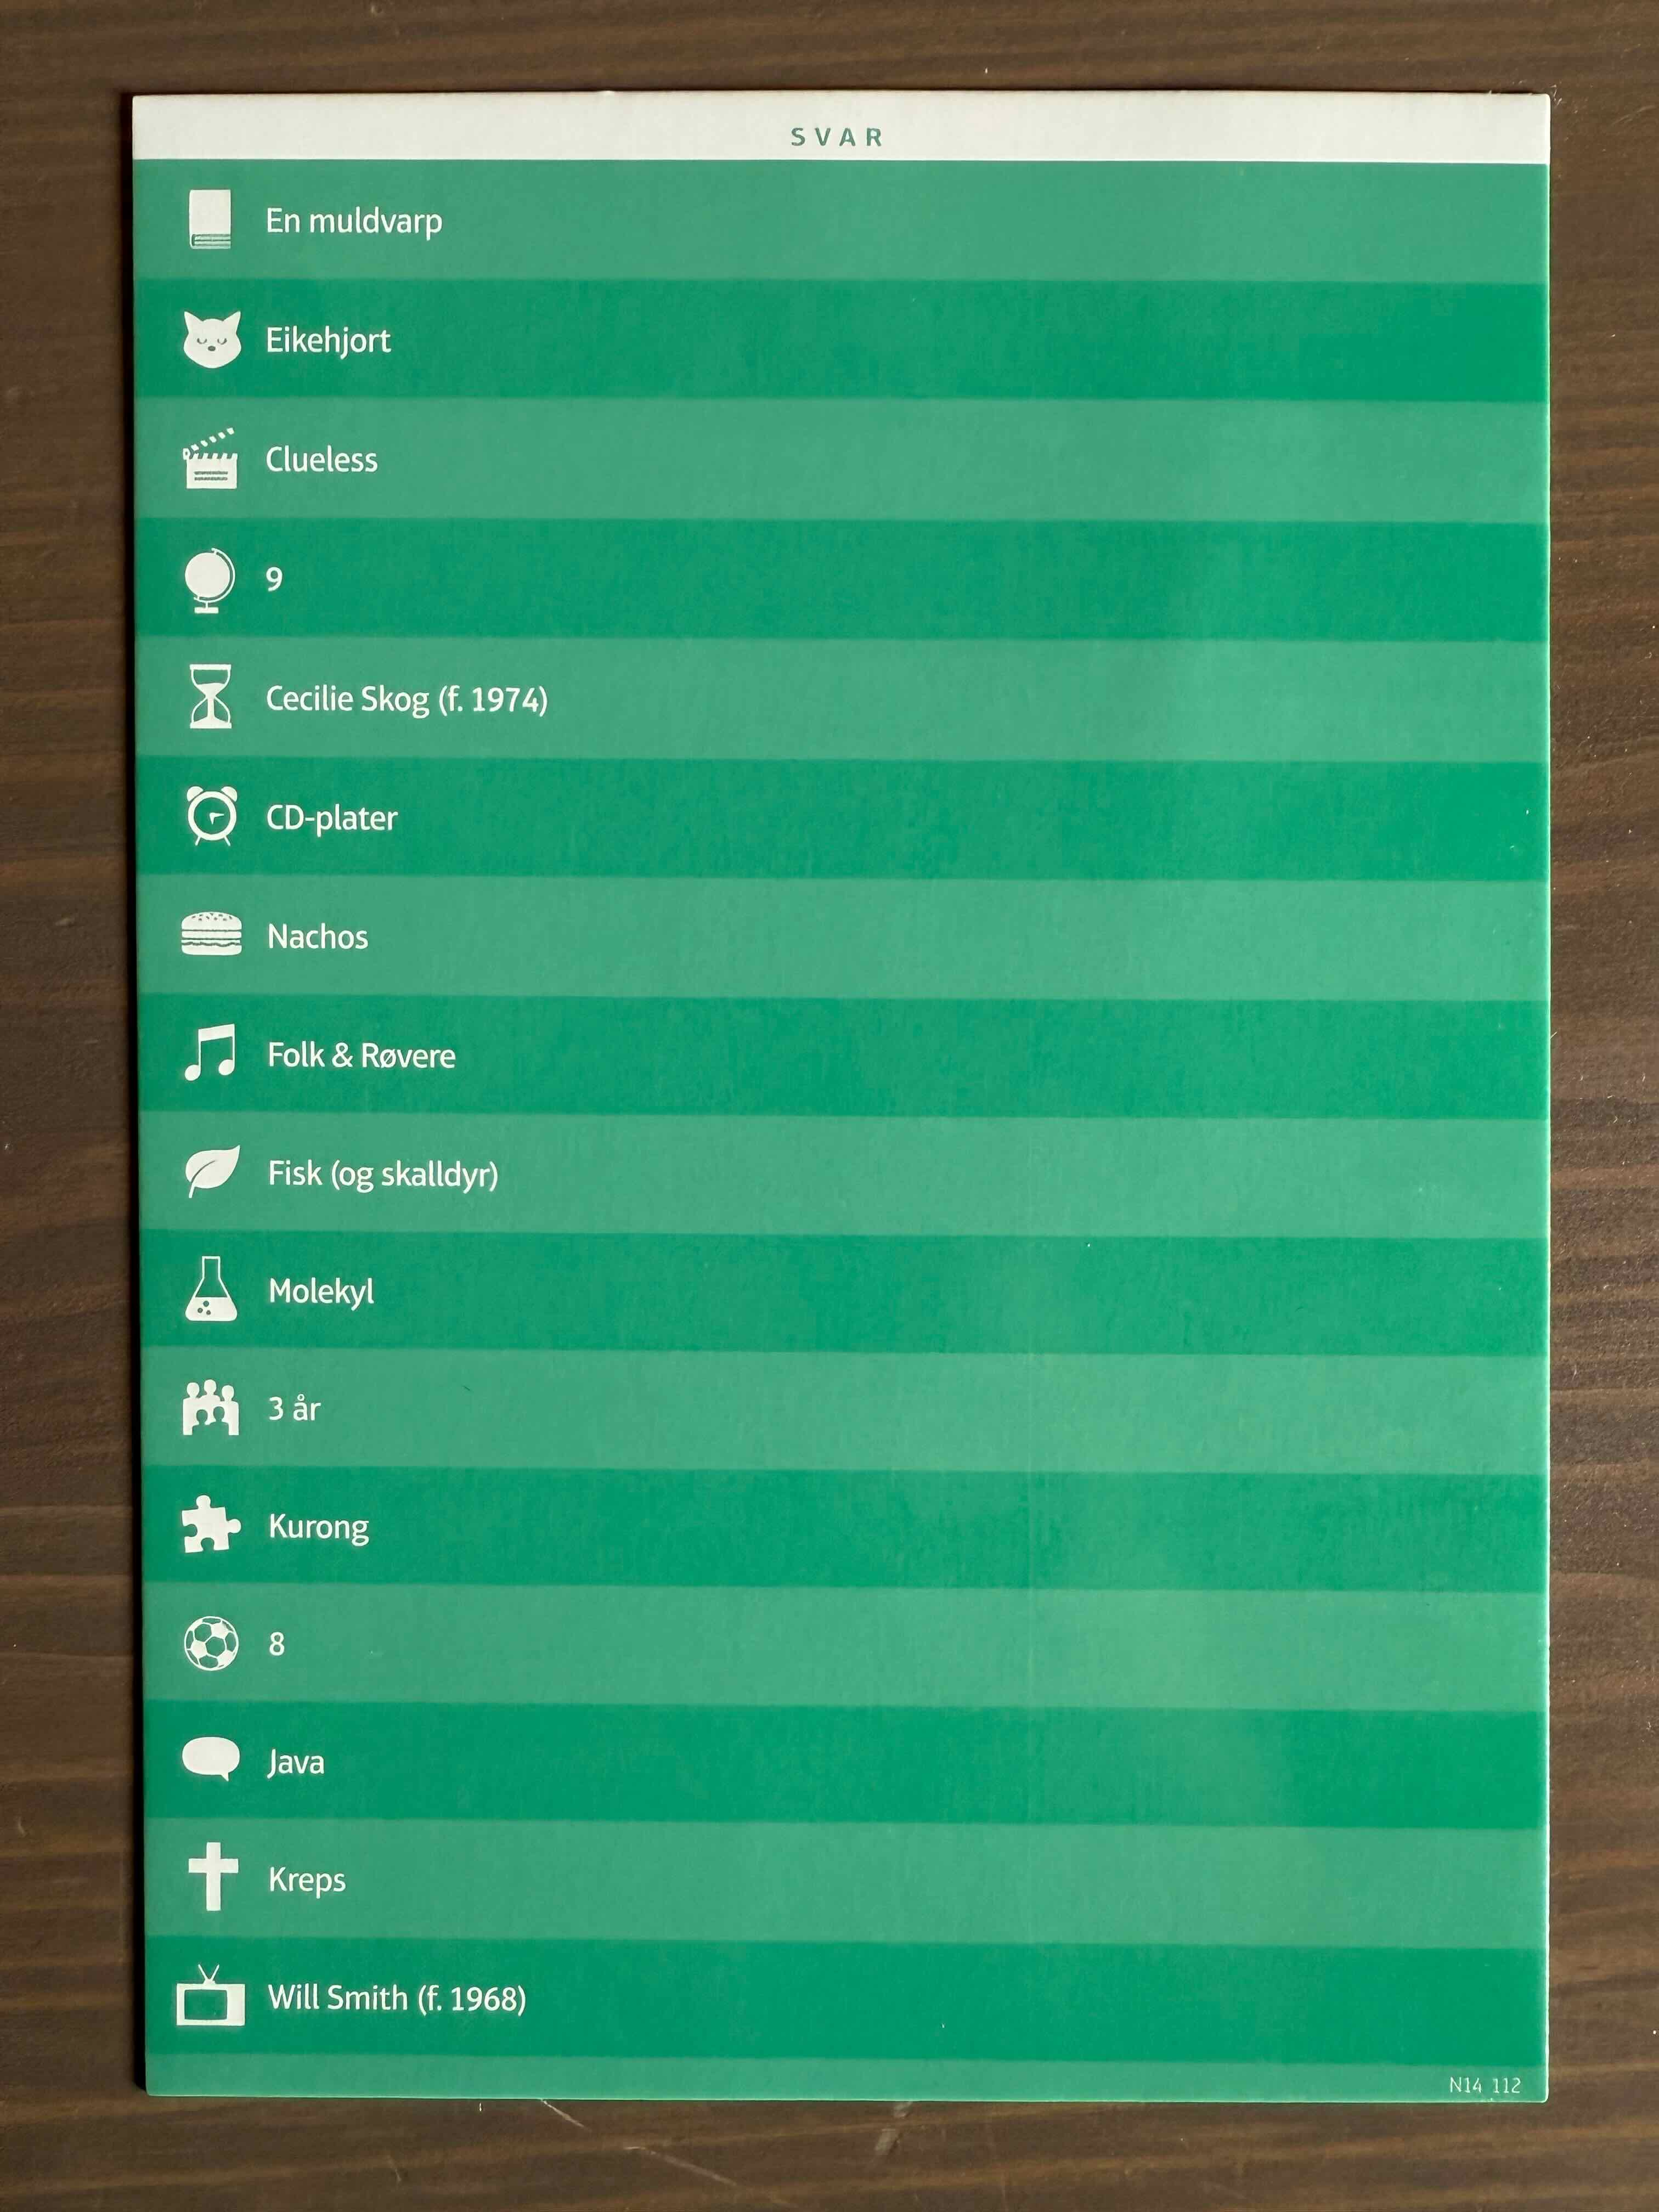 SVAR
En muldvarp
Eikehjort
Clueless
9
Cecilie Skog (f. 1974)
CD-plater
Nachos
Folk & Røvere
Fisk (og skalldyr)
Molekyl
3 år
Kurong
8
Java
Kreps
Will Smith (f. 1968)
N14 112